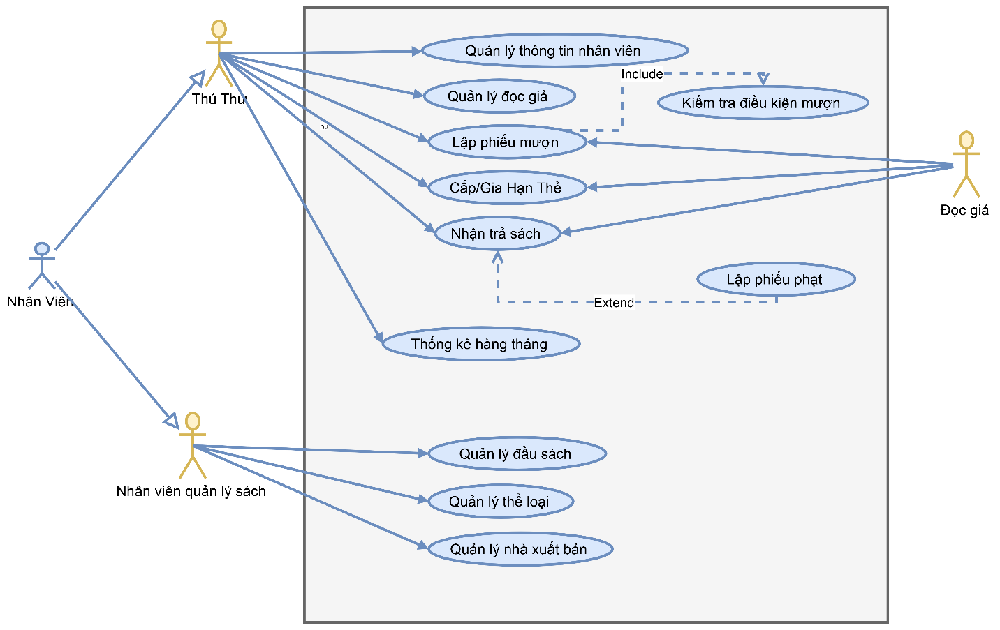 Quản lý thông tin nhân viên
Include
Thủ Thư
Quản lý đọc giả
Kiểm tra điều kiện mượn
hu
Lập phiếu mượn
Cấp/Gia Hạn Thẻ
Đọc giả
Nhận trả sách
Lập phiếu phạt
Nhân Viên
Extend
Thống kê hàng tháng
Quản lý đầu sách
Nhân viên quản lý sách
Quản lý thể loại
Quản lý nhà xuất bản